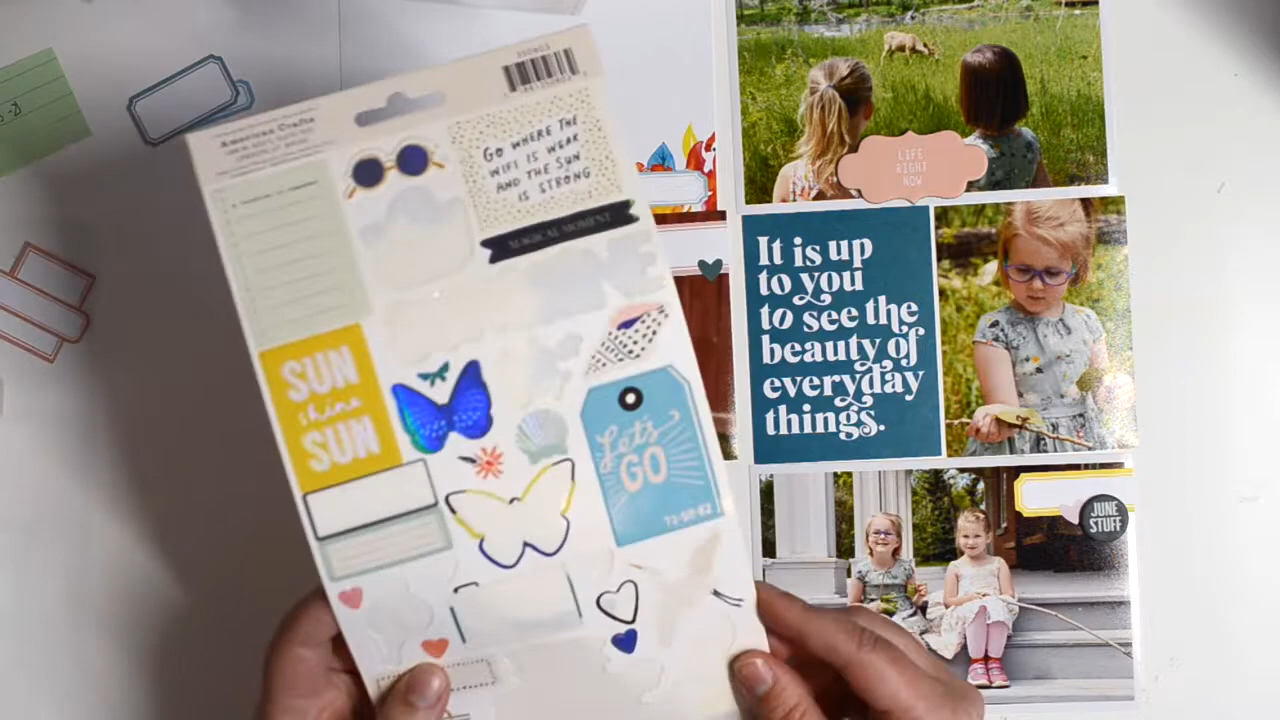 American Crafts
GO WHERE THE
WIFI IS WEAK
AND THE SUN
IS STRONG
MAGICAL MOMENT
SUN
shine
SUN
Let's
GO
LIFE
RIGHT
NOW
It is up
to you
to see the
beauty of
everyday
things.
JUNE
STUFF